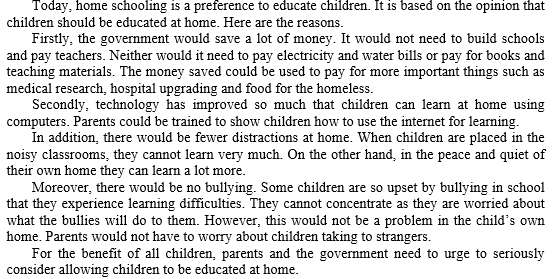 Today, home schooling is a preference to educate children. It is based on the opinion that
children should be educated at home. Here are the reasons.
Firstly, the government would save a lot of money. It would not need to build schools
and pay teachers. Neither would it need to pay electricity and water bills or pay for books and
teaching materials. The money saved could be used to pay for more important things such as
medical research, hospital upgrading and food for the homeless.
Secondly, technology has improved so much that children can learn at home using
computers. Parents could be trained to show children how to use the internet for learning.
In addition, there would be fewer distractions at home. When children are placed in the
noisy classrooms, they cannot learn very much. On the other hand, in the peace and quiet of
their own home they can learn a lot more.
Moreover, there would be no bullying. Some children are so upset by bullying in school
that they experience learning difficulties. They cannot concentrate as they are worried about
what the bullies will do to them. However, this would not be a problem in the child's own
home. Parents would not have to worry about children taking to strangers.
For the benefit of all children, parents and the government need to urge to seriously
consider allowing children to be educated at home.